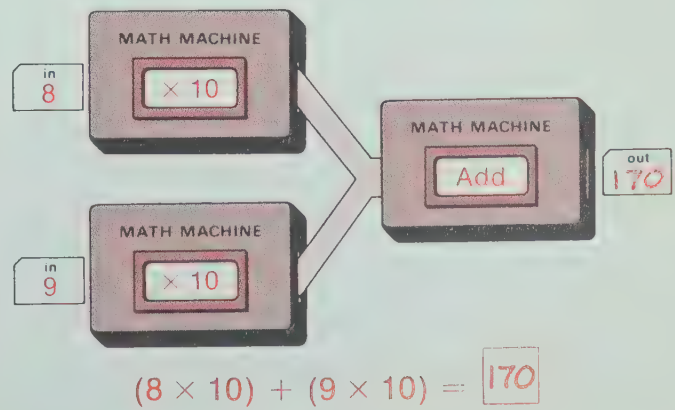 MATH MACHINE
in
8
× 10
MATH MACHINE
Add
out
170
MATH MACHINE
in
9
× 10
(8 × 10) + (9 × 10) = 170